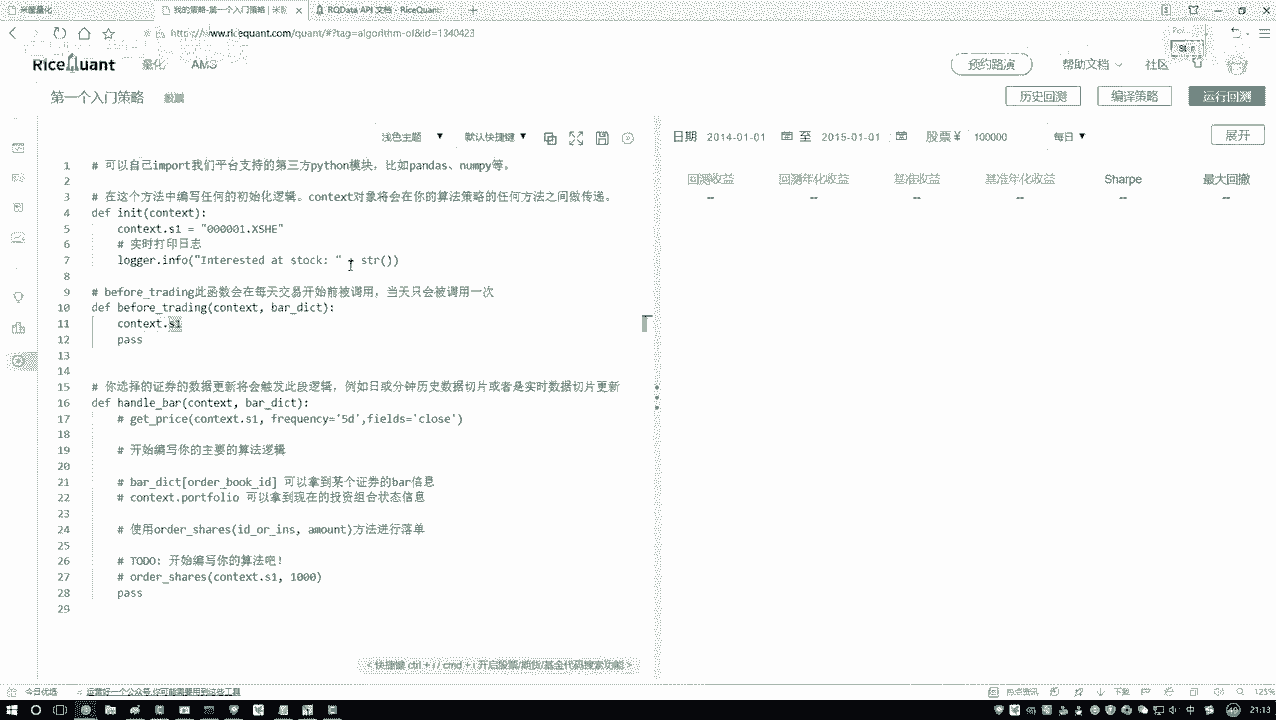 米筐量化
我的策略-第一个入门策略 | 米筐
RQData API 文档 - RiceQuant
https://www.ricequant.com/quant/#?tag=algorithm-of&id=1340423
RiceQuant 量化 AMS
预约路演 帮助文档 社区
第一个入门策略
历史回测 编译策略 运行回测
浅色主题 默认快捷键
日期 2014-01-01 至 2015-01-01 股票 ¥ 100000 每日 展开
回测收益 回测年化收益 基准收益 基准年化收益 Sharpe 最大回撤
-- -- -- -- -- --
1 # 可以自己import我们平台支持的第三方python模块，比如pandas、numpy等。
2
3 # 在这个方法中编写任何的初始化逻辑。context对象将会在你的算法策略的任何方法之间做传递。
4 def init(context):
5 context.s1 = "000001.XSHE"
6 # 实时打印日志
7 logger.info("Interested at stock: " + str())
8
9 # before_trading此函数会在每天交易开始前被调用，当天只会被调用一次
10 def before_trading(context, bar_dict):
11 context.s1
12 pass
13
14
15 # 你选择的证券的数据更新将会触发此段逻辑，例如日或分钟历史数据切片或者是实时数据切片更新
16 def handle_bar(context, bar_dict):
17 # get_price(context.s1, frequency='5d',fields='close')
18
19 # 开始编写你的主要的算法逻辑
20
21 # bar_dict[order_book_id] 可以拿到某个证券的bar信息
22 # context.portfolio 可以拿到现在的投资组合状态信息
23
24 # 使用order_shares(id_or_ins, amount)方法进行落单
25
26 # TODO: 开始编写你的算法吧！
27 # order_shares(context.s1, 1000)
28 pass
29
< 快捷键 ctrl + i / cmd + i 开启股票/期货/基金代码搜索功能 >
今日优选 运营好一个公众号,你可能需要用到这些工具
热点资讯 下载 125%
中 21:13